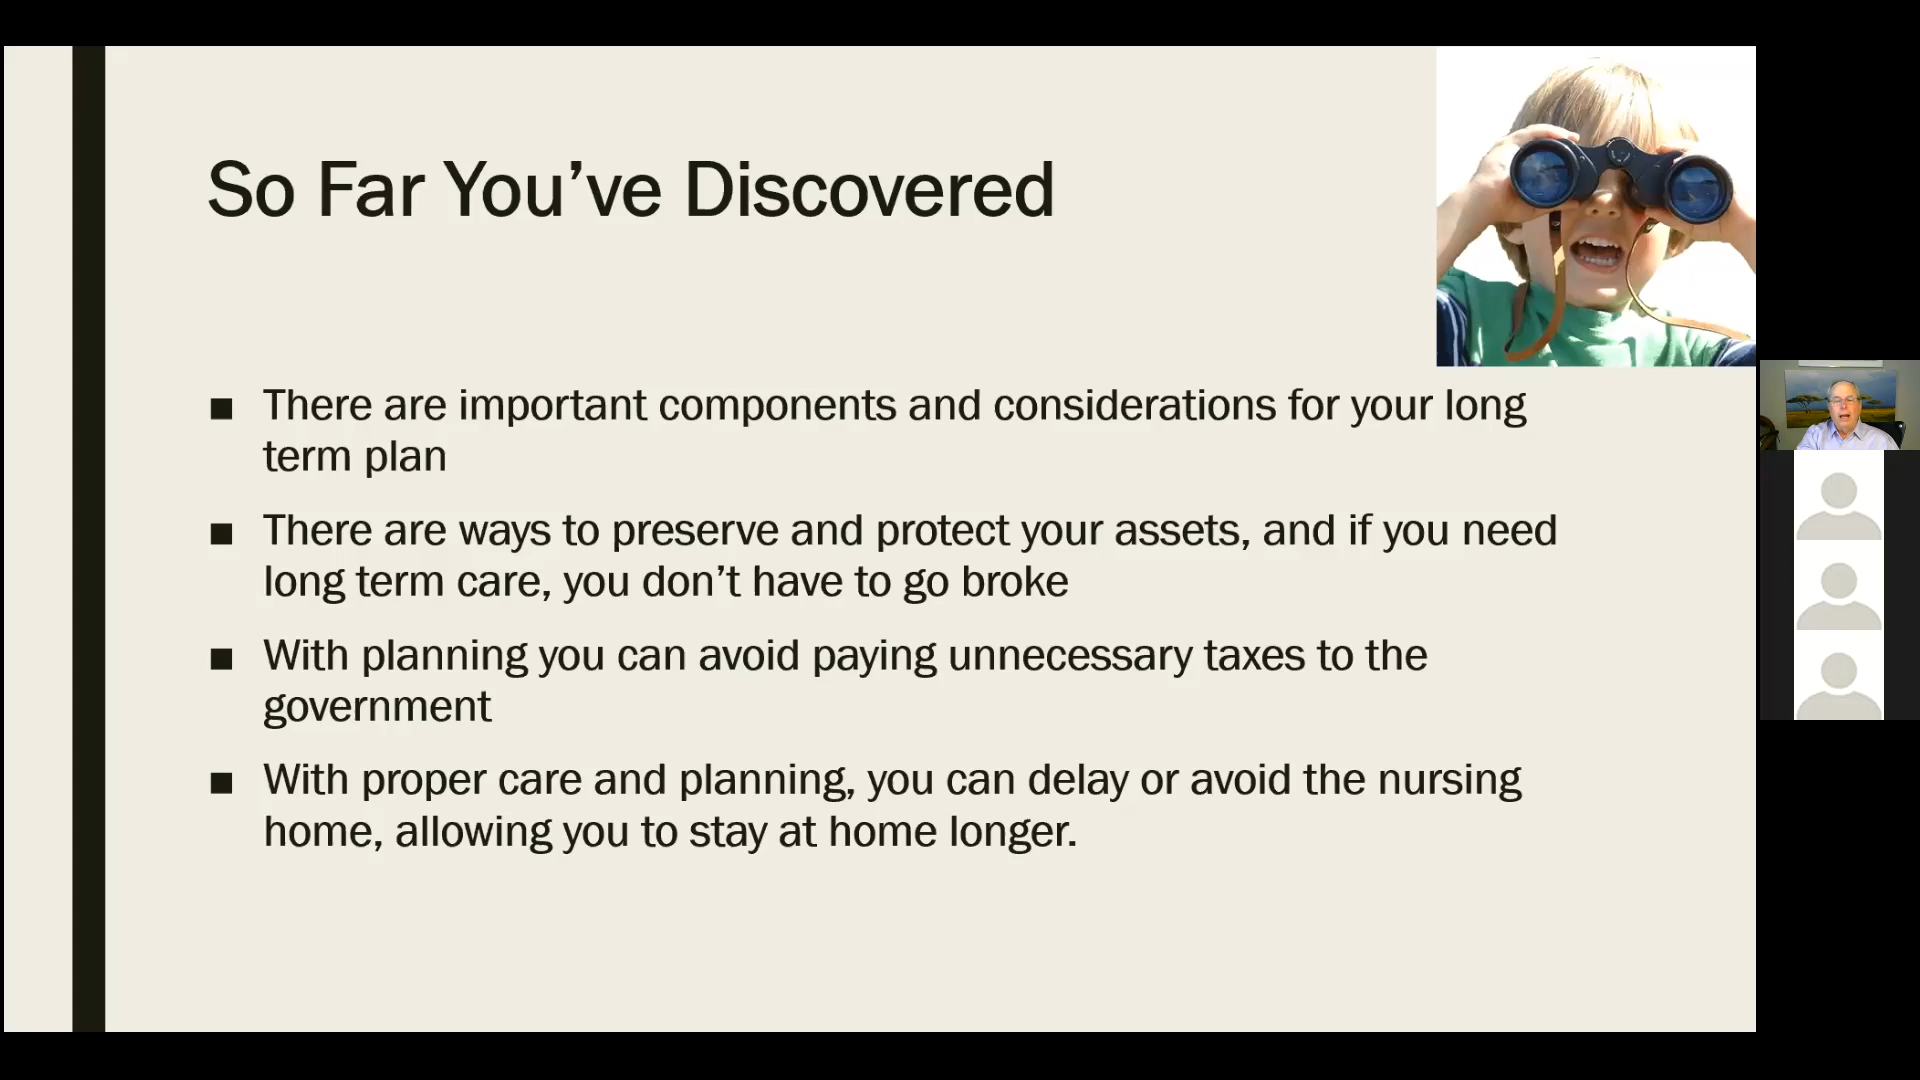 So Far You’ve Discovered
■ There are important components and considerations for your long
term plan
■ There are ways to preserve and protect your assets, and if you need
long term care, you don’t have to go broke
■ With planning you can avoid paying unnecessary taxes to the
government
■ With proper care and planning, you can delay or avoid the nursing
home, allowing you to stay at home longer.